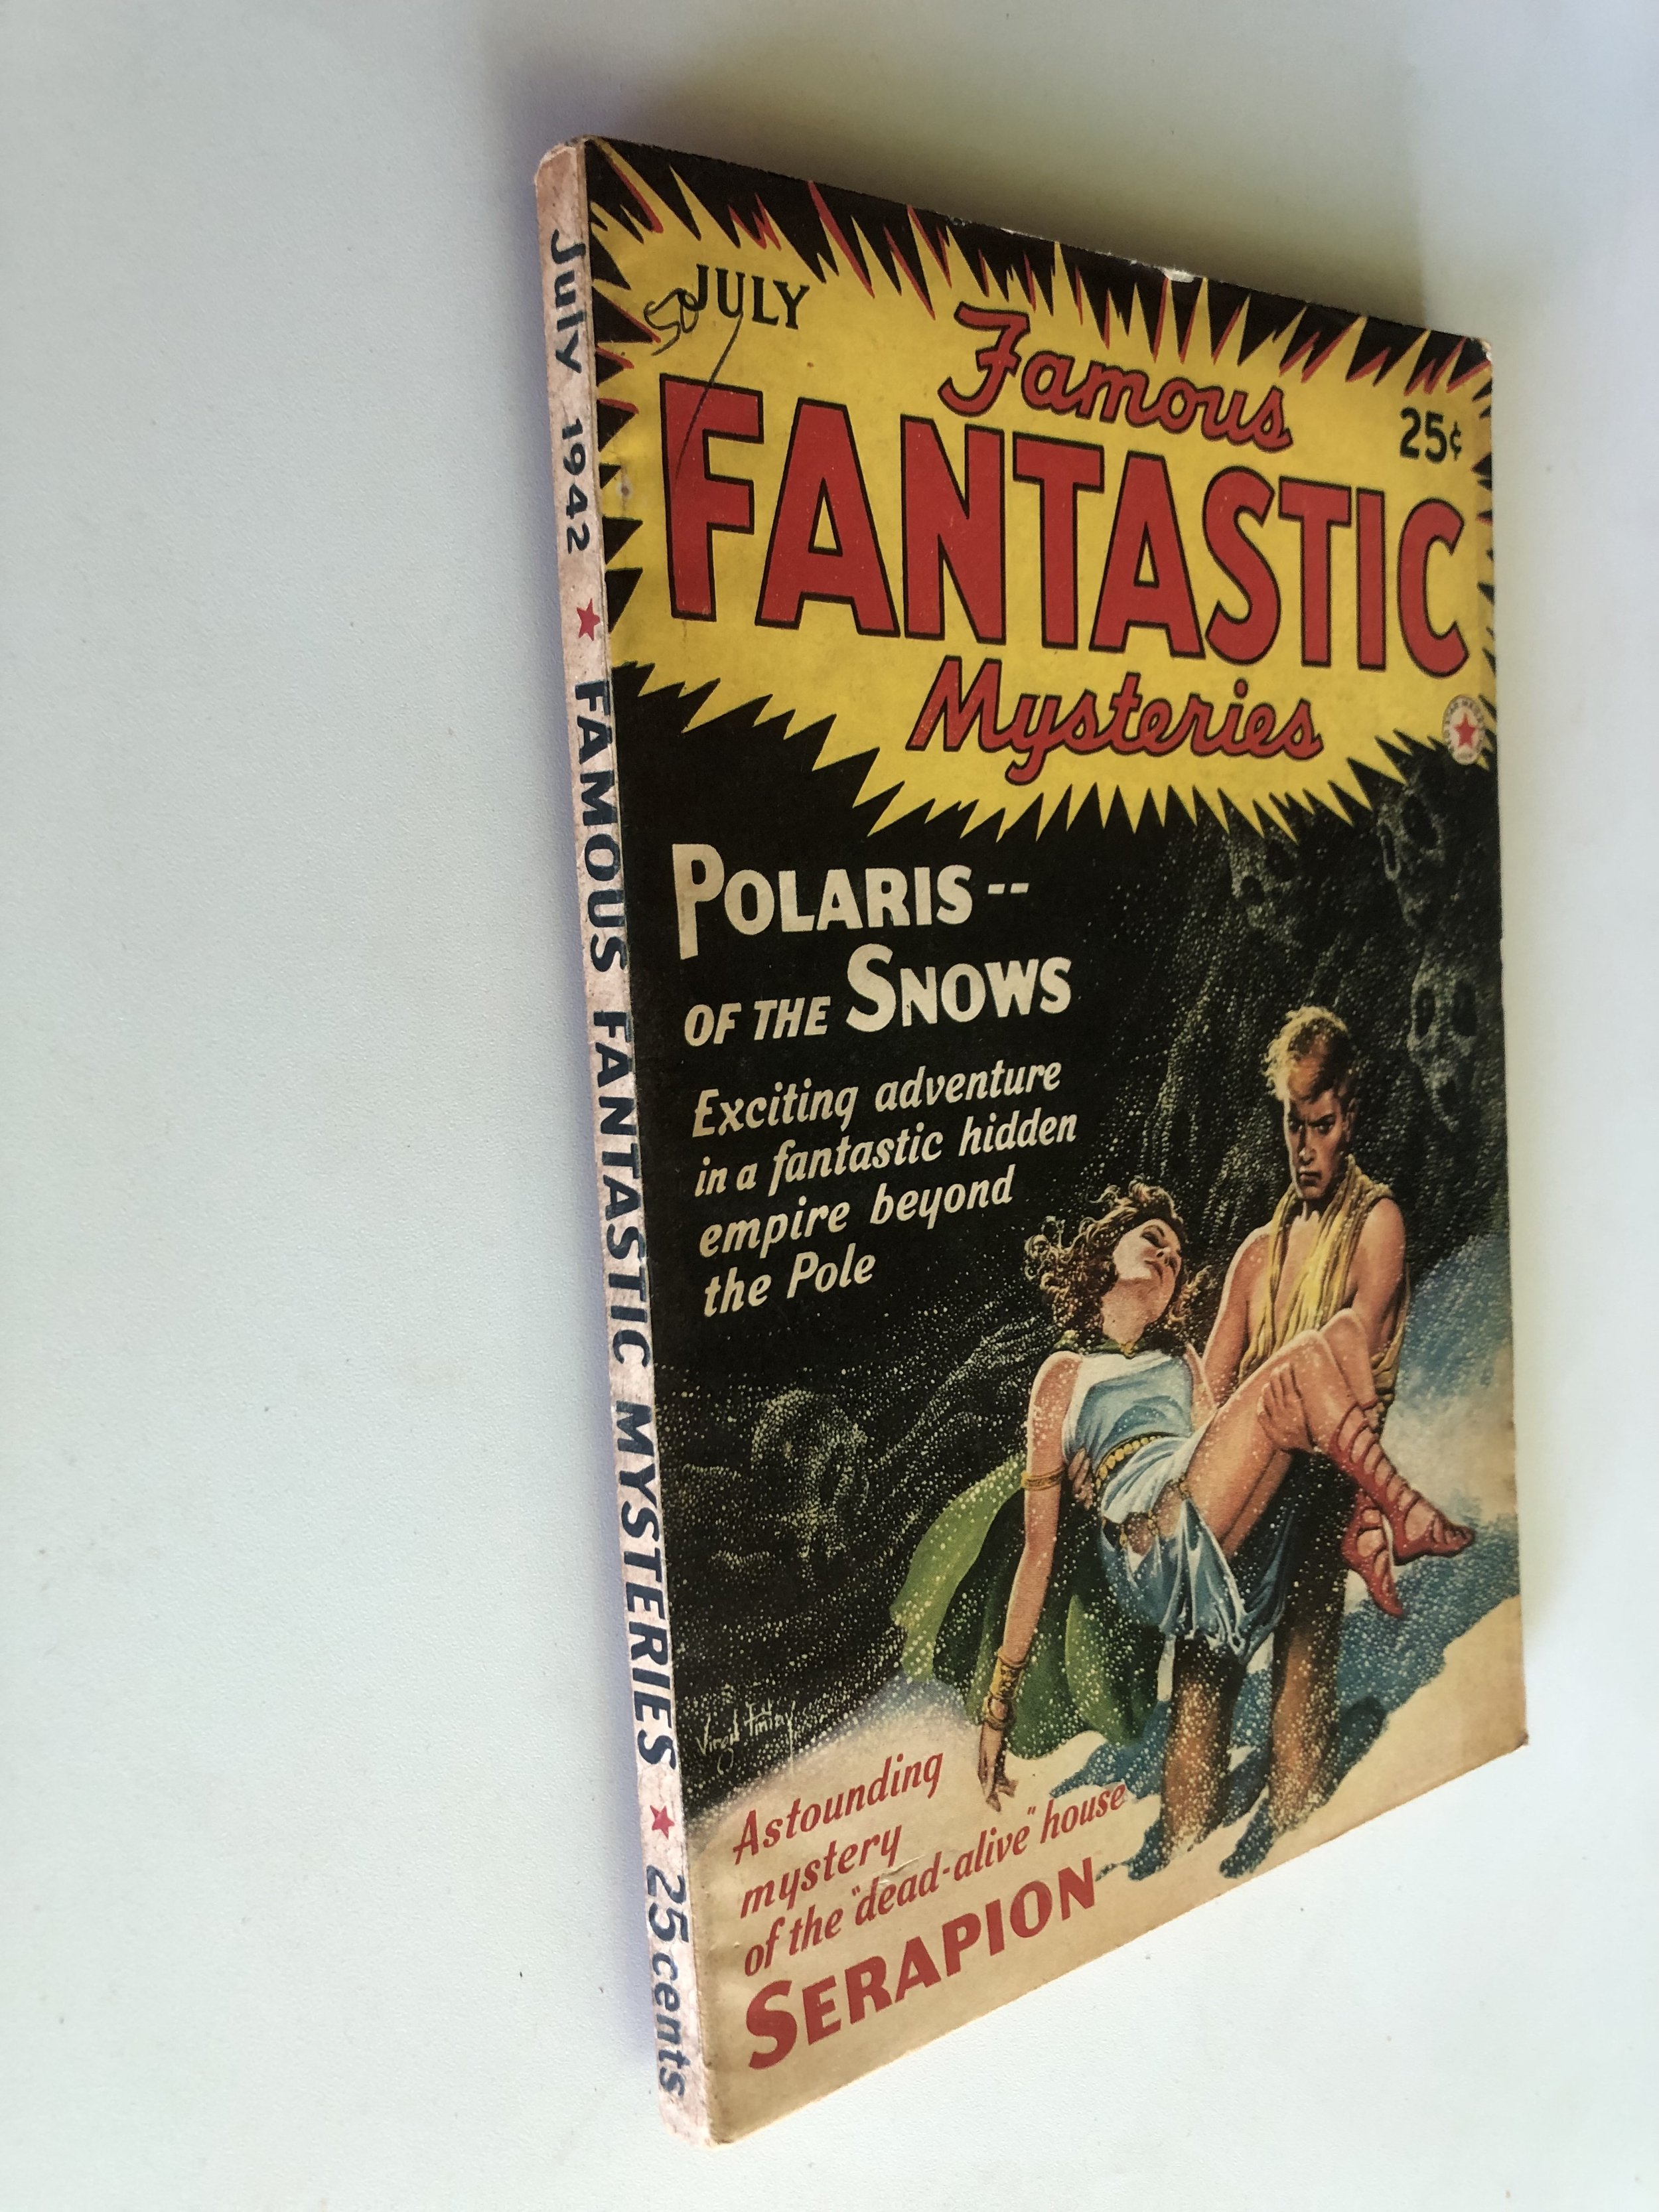 July 1942 ★ FAMOUS FANTASTIC MYSTERIES ★ 25 cents
JULY
50
Famous
25¢
FANTASTIC
Mysteries
POLARIS--
OF THE SNOWS
Exciting adventure
in a fantastic hidden
empire beyond
the Pole
Virgil Finlay
Astounding
mystery
of the "dead-alive" house
SERAPION